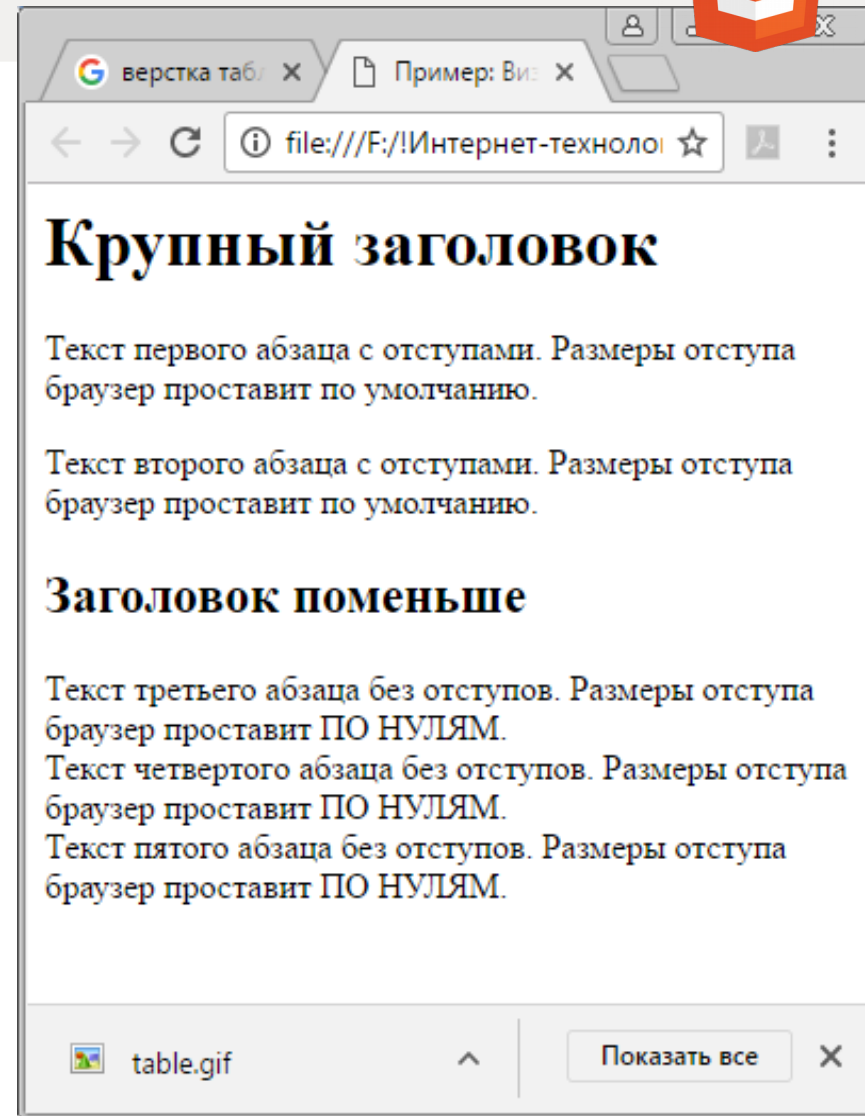 верстка таб
Пример: Виз
file:///F:/!Интернет-техноло
Крупный заголовок
Текст первого абзаца с отступами. Размеры отступа
браузер проставит по умолчанию.
Текст второго абзаца с отступами. Размеры отступа
браузер проставит по умолчанию.
Заголовок поменьше
Текст третьего абзаца без отступов. Размеры отступа
браузер проставит ПО НУЛЯМ.
Текст четвертого абзаца без отступов. Размеры отступа
браузер проставит ПО НУЛЯМ.
Текст пятого абзаца без отступов. Размеры отступа
браузер проставит ПО НУЛЯМ.
table.gif
Показать все